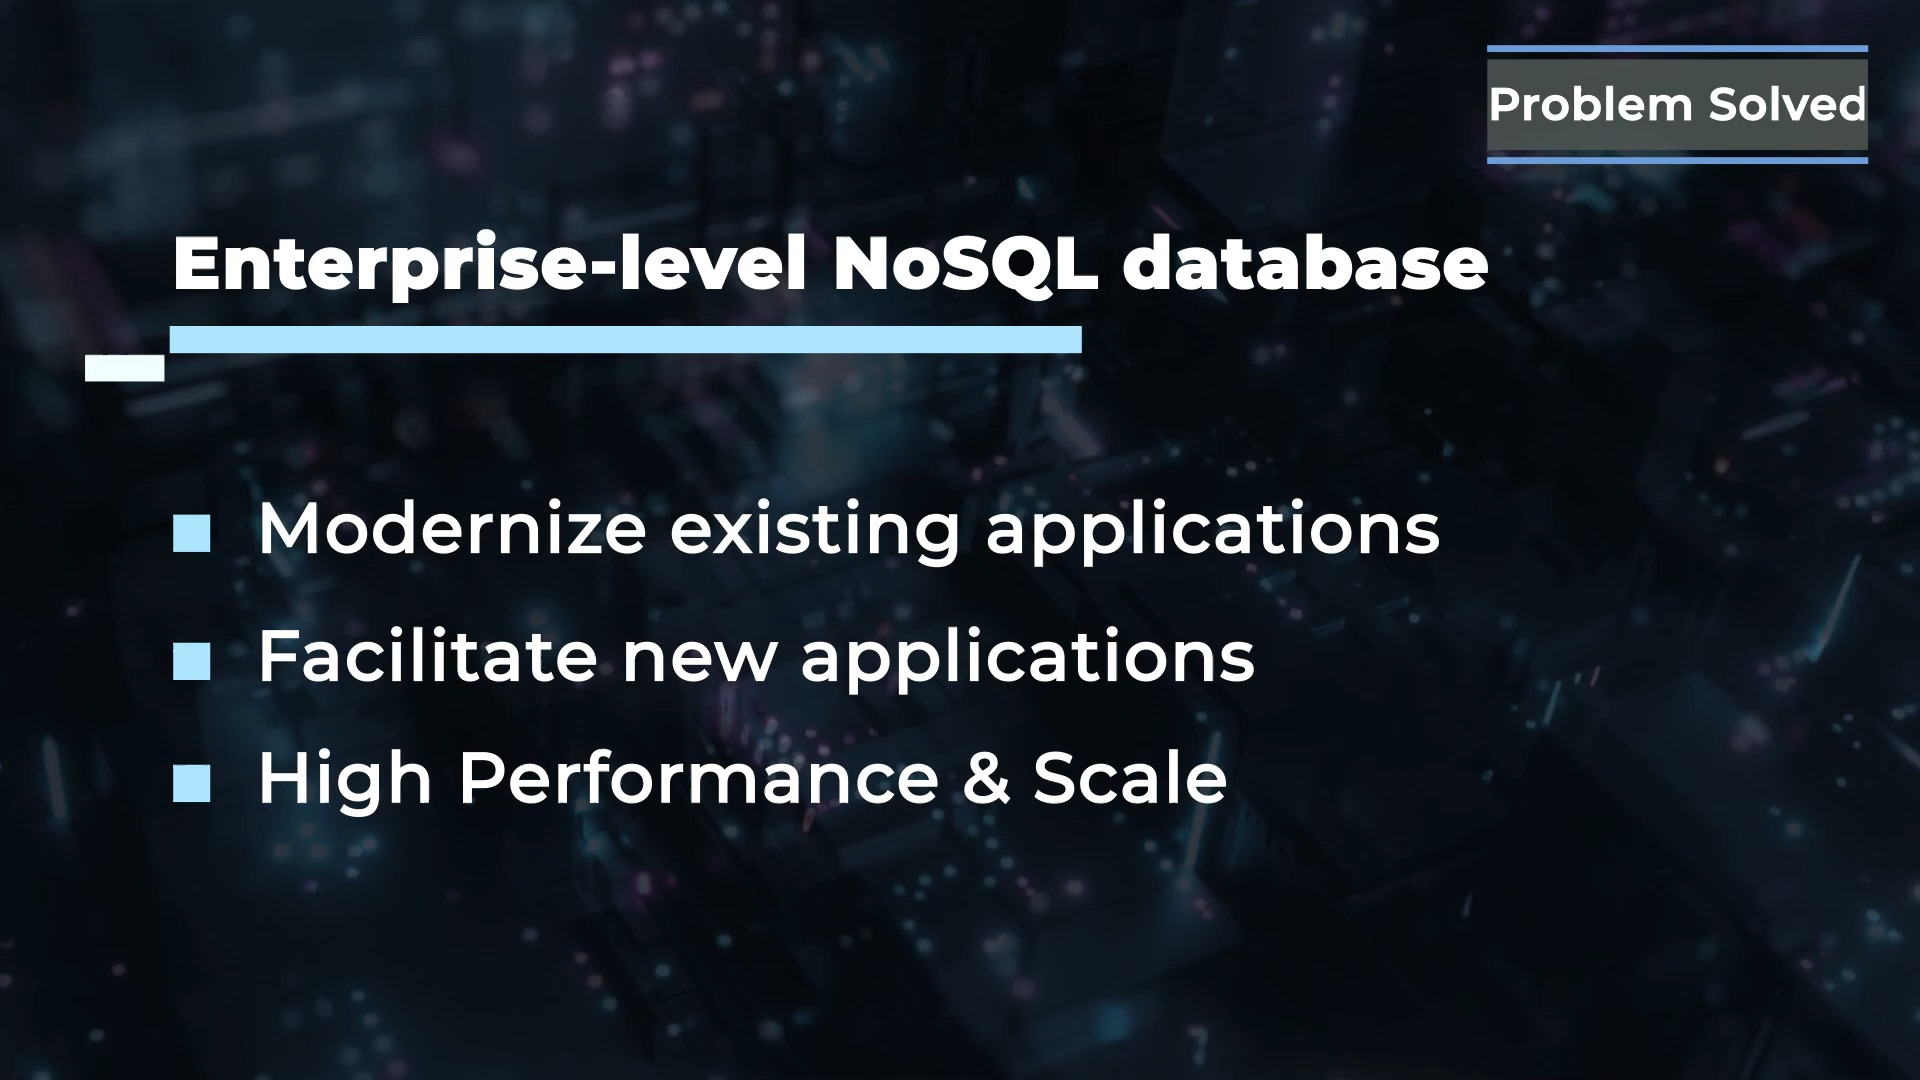 Problem Solved
Enterprise-level NoSQL database
Modernize existing applications
Facilitate new applications
High Performance & Scale